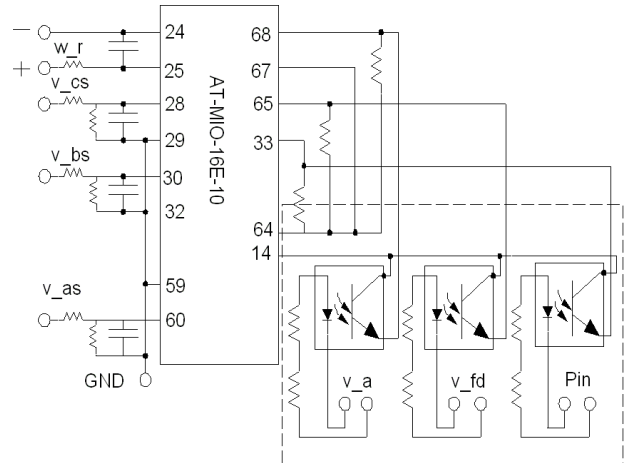 24
w_r
25
v_cs
28
29
v_bs
30
32
59
v_as
60
GND
AT-MIO-16E-10
68
67
65
33
64
14
v_a
v_fd
Pin